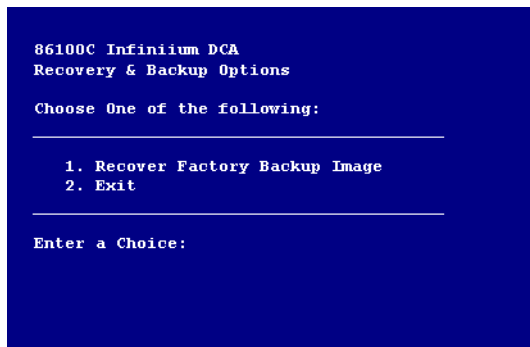 86100C Infiniium DCA
Recovery & Backup Options
Choose One of the following:
1. Recover Factory Backup Image
2. Exit
Enter a Choice: